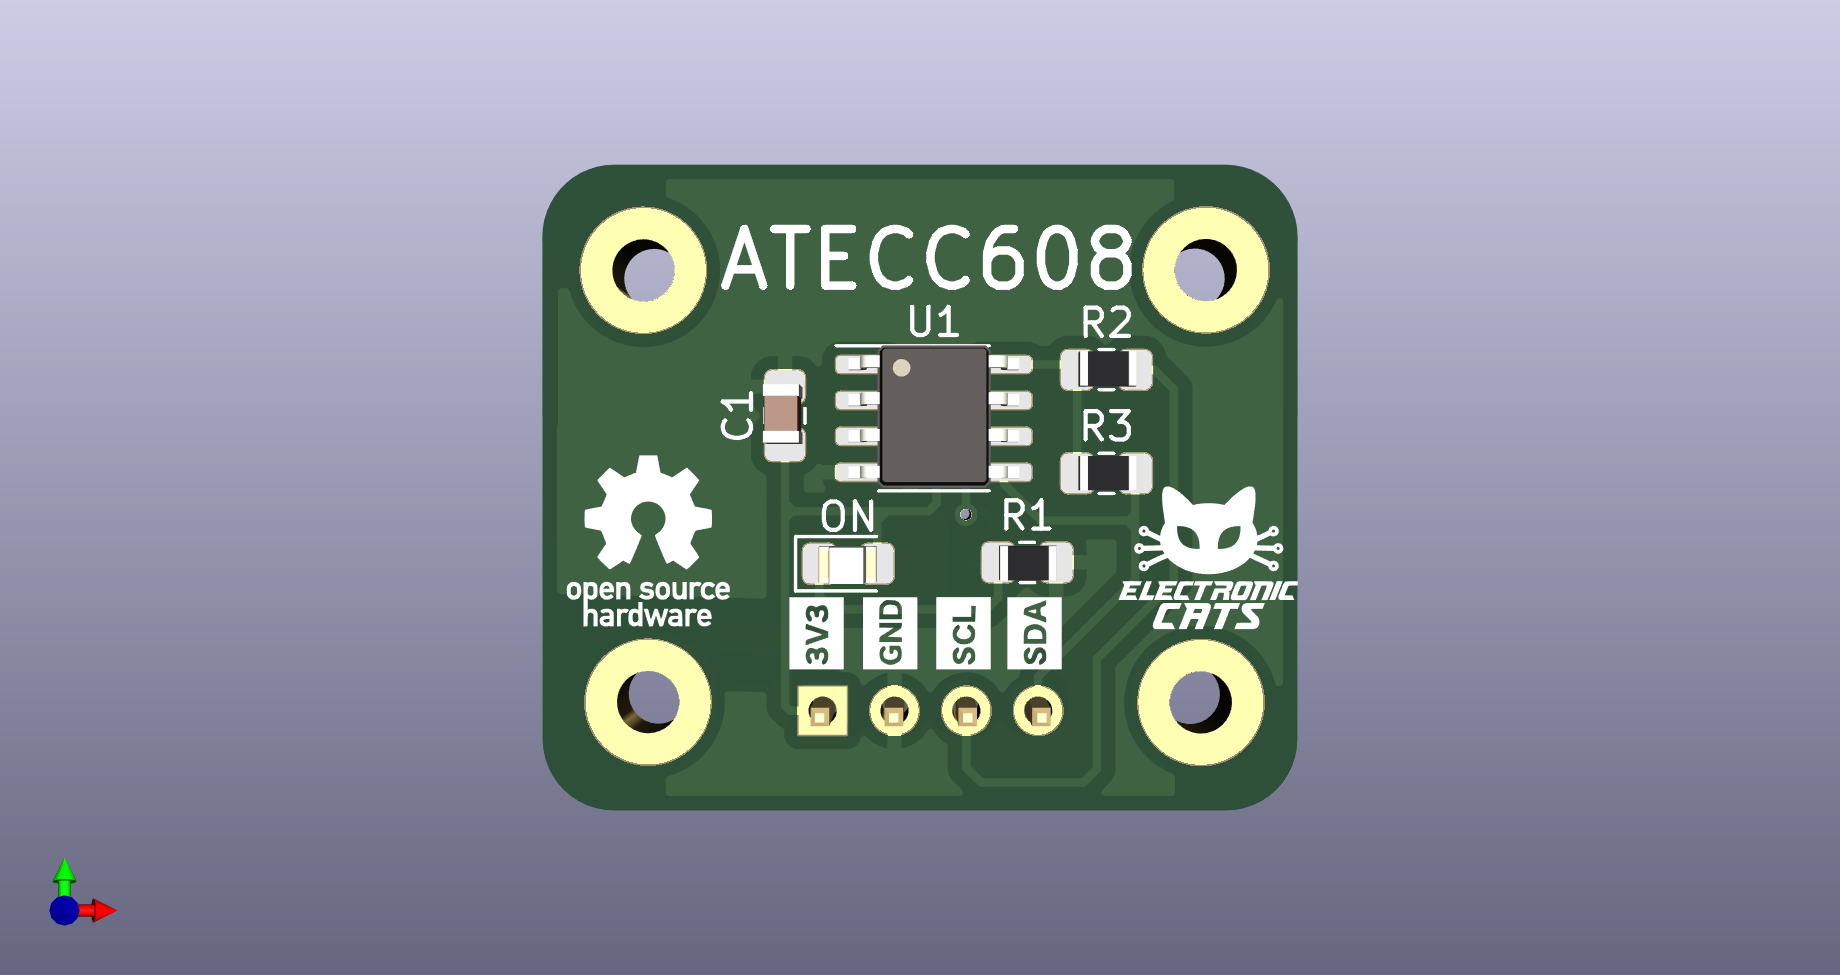 ATECC608
U1
R2
C1
R3
ON
R1
open source
hardware
ELECTRONIC
CATS
3V3
GND
SCL
SDA